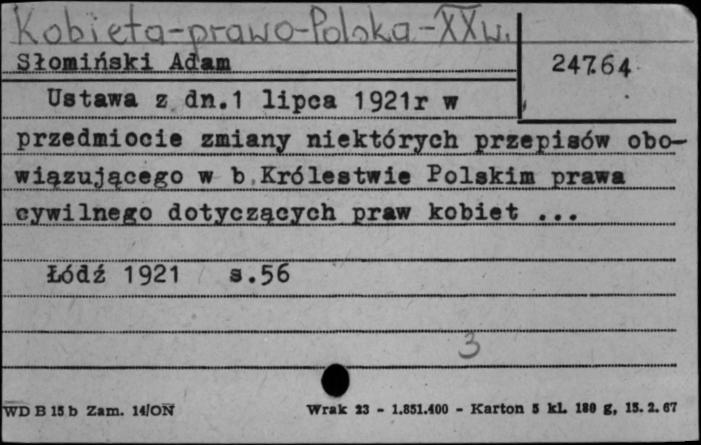 Kobieta-prawo-Polska-XXw.
Słomiński Adam
24764
Ustawa z dn.1 lipca 1921r w
przedmiocie zmiany niektórych przepisów obo-
wiązującego w b.Królestwie Polskim prawa
cywilnego dotyczących praw kobiet ...
Łódź 1921 s.56
3
WD B 15 b Zam. 14/ON
Wrak 23 - 1.851.400 - Karton 5 kl. 180 g, 15. 2. 67